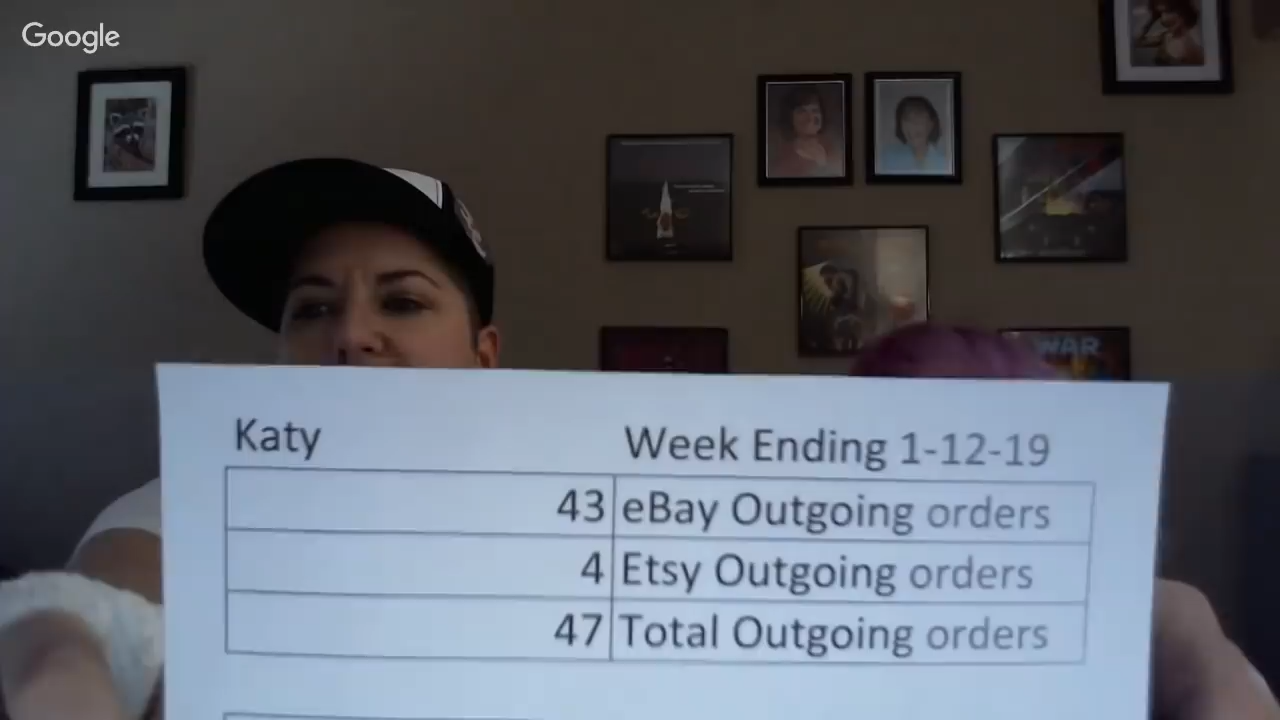 Google
WAR
Katy
Week Ending 1-12-19
43 eBay Outgoing orders
4 Etsy Outgoing orders
47 Total Outgoing orders